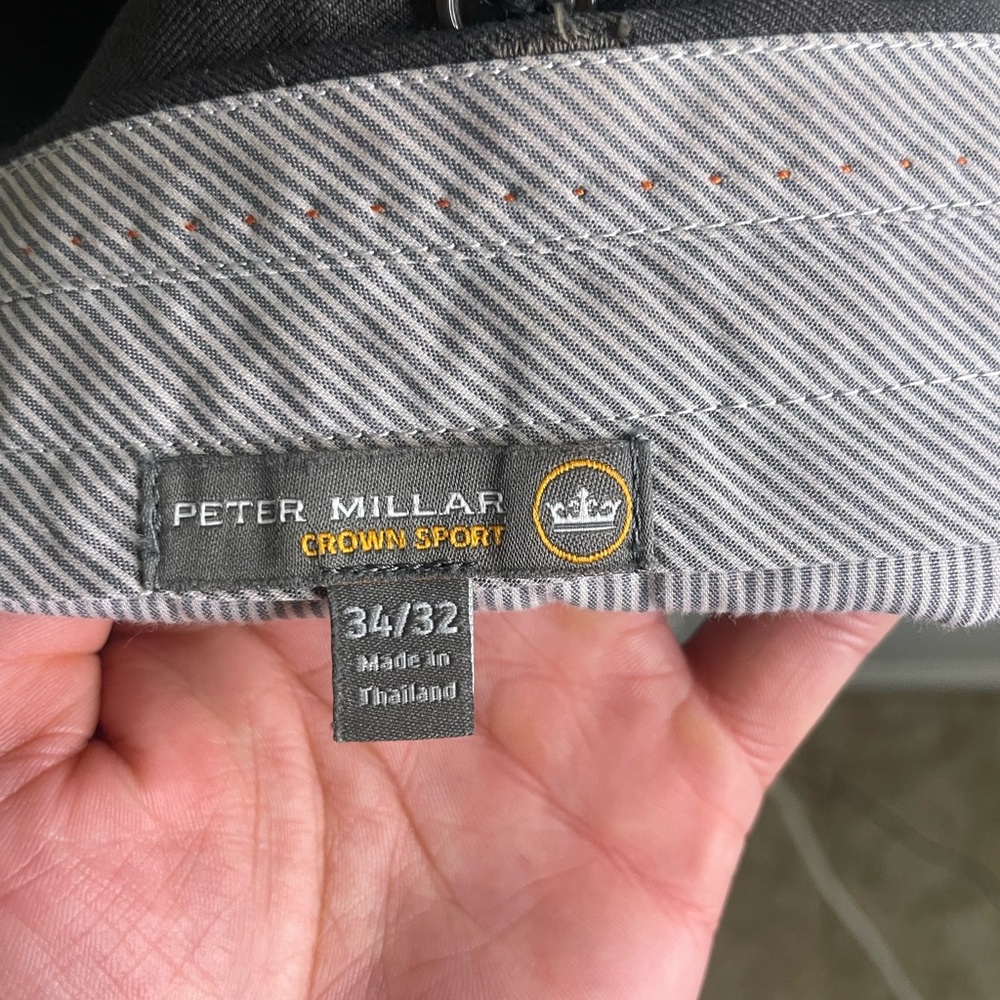 PETER MILLAR
CROWN SPORT
34/32
Made in
Thailand